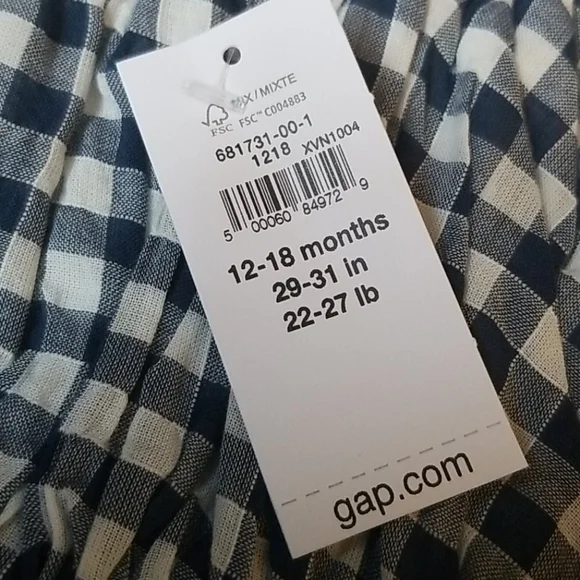 MIX/MIXTE
FSC FSC™ C004883
681731-00-1
1218 XVN1004
5 00060 84972 9
12-18 months
29-31 in
22-27 lb
gap.com